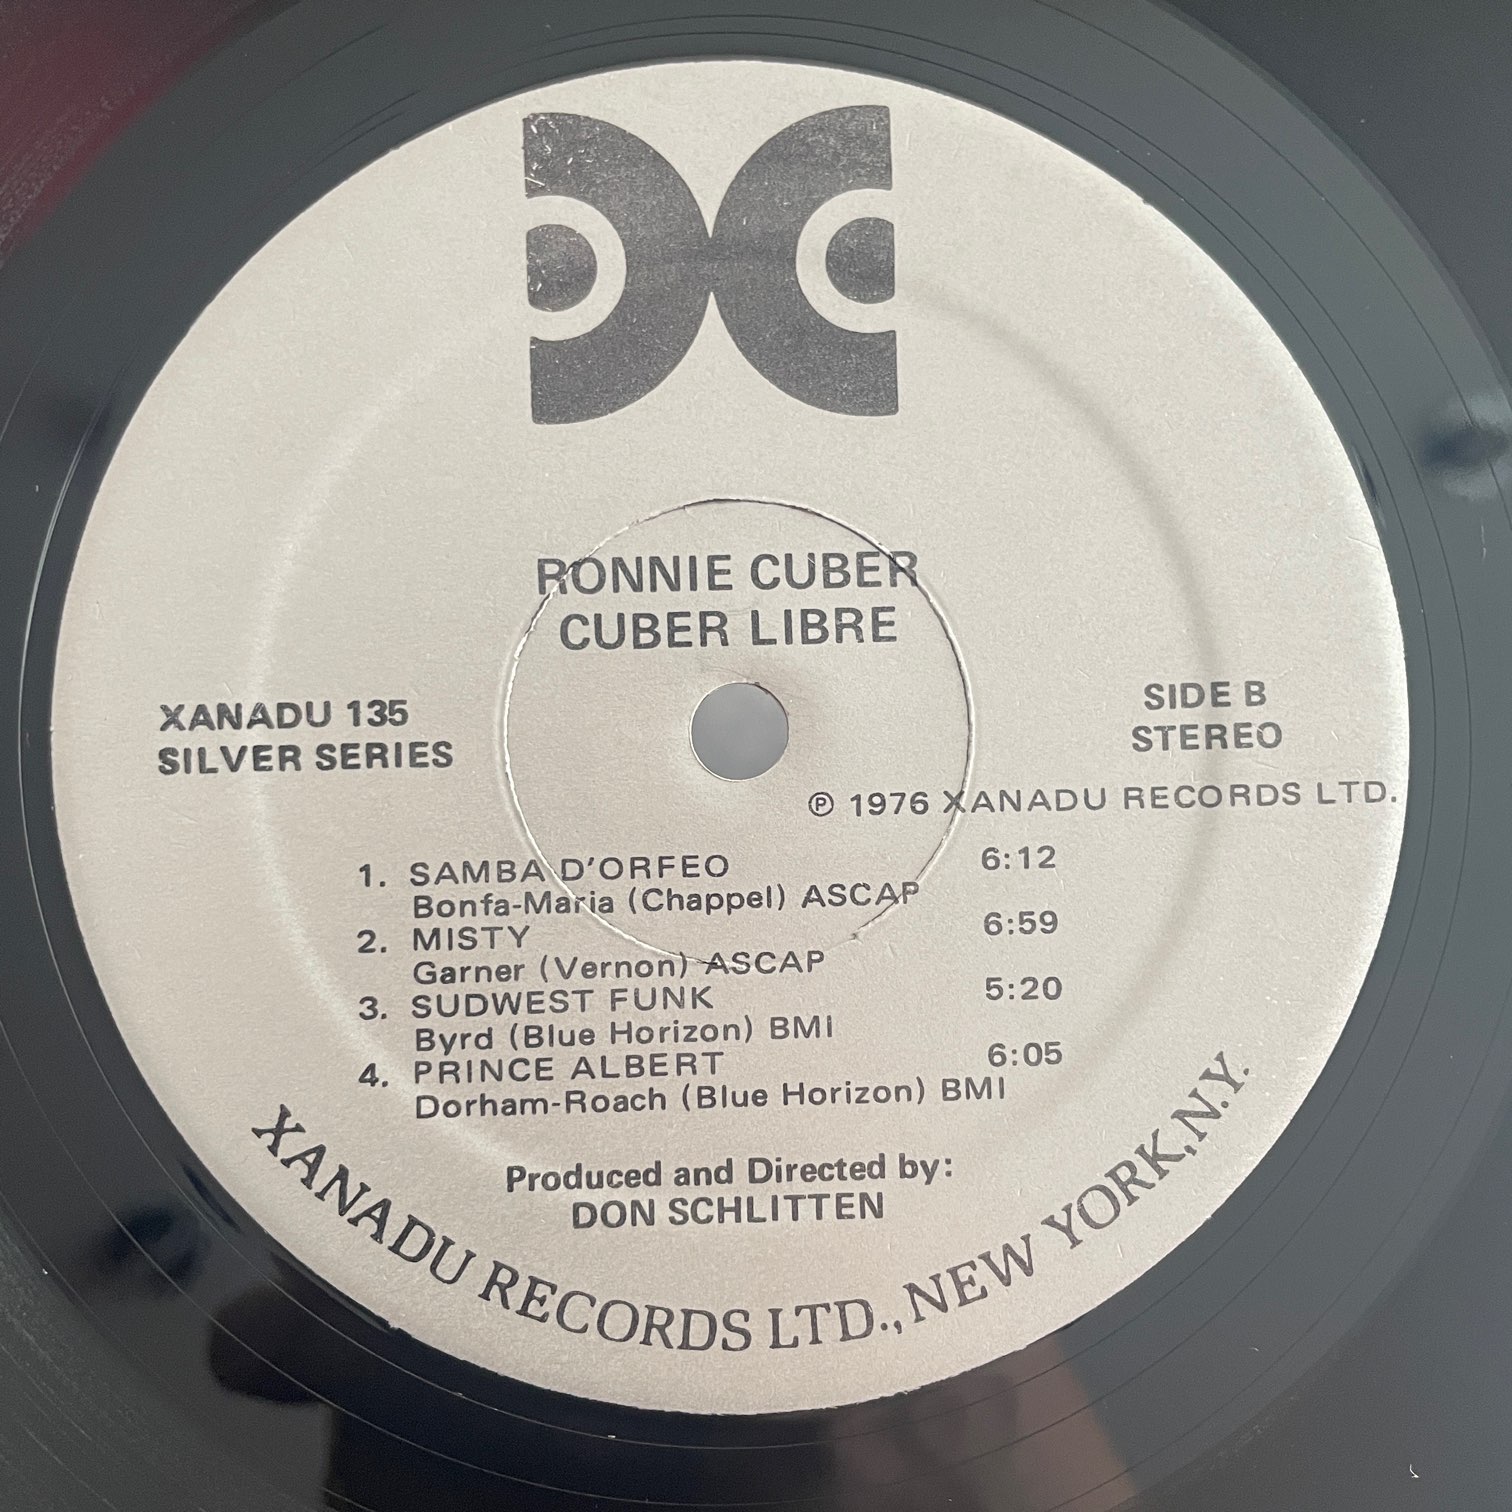 RONNIE CUBER
CUBER LIBRE
XANADU 135
SILVER SERIES
SIDE B
STEREO
℗ 1976 XANADU RECORDS LTD.
1. SAMBA D'ORFEO 6:12
Bonfa-Maria (Chappel) ASCAP
2. MISTY 6:59
Garner (Vernon) ASCAP
3. SUDWEST FUNK 5:20
Byrd (Blue Horizon) BMI
4. PRINCE ALBERT 6:05
Dorham-Roach (Blue Horizon) BMI
Produced and Directed by:
DON SCHLITTEN
XANADU RECORDS LTD., NEW YORK, N.Y.